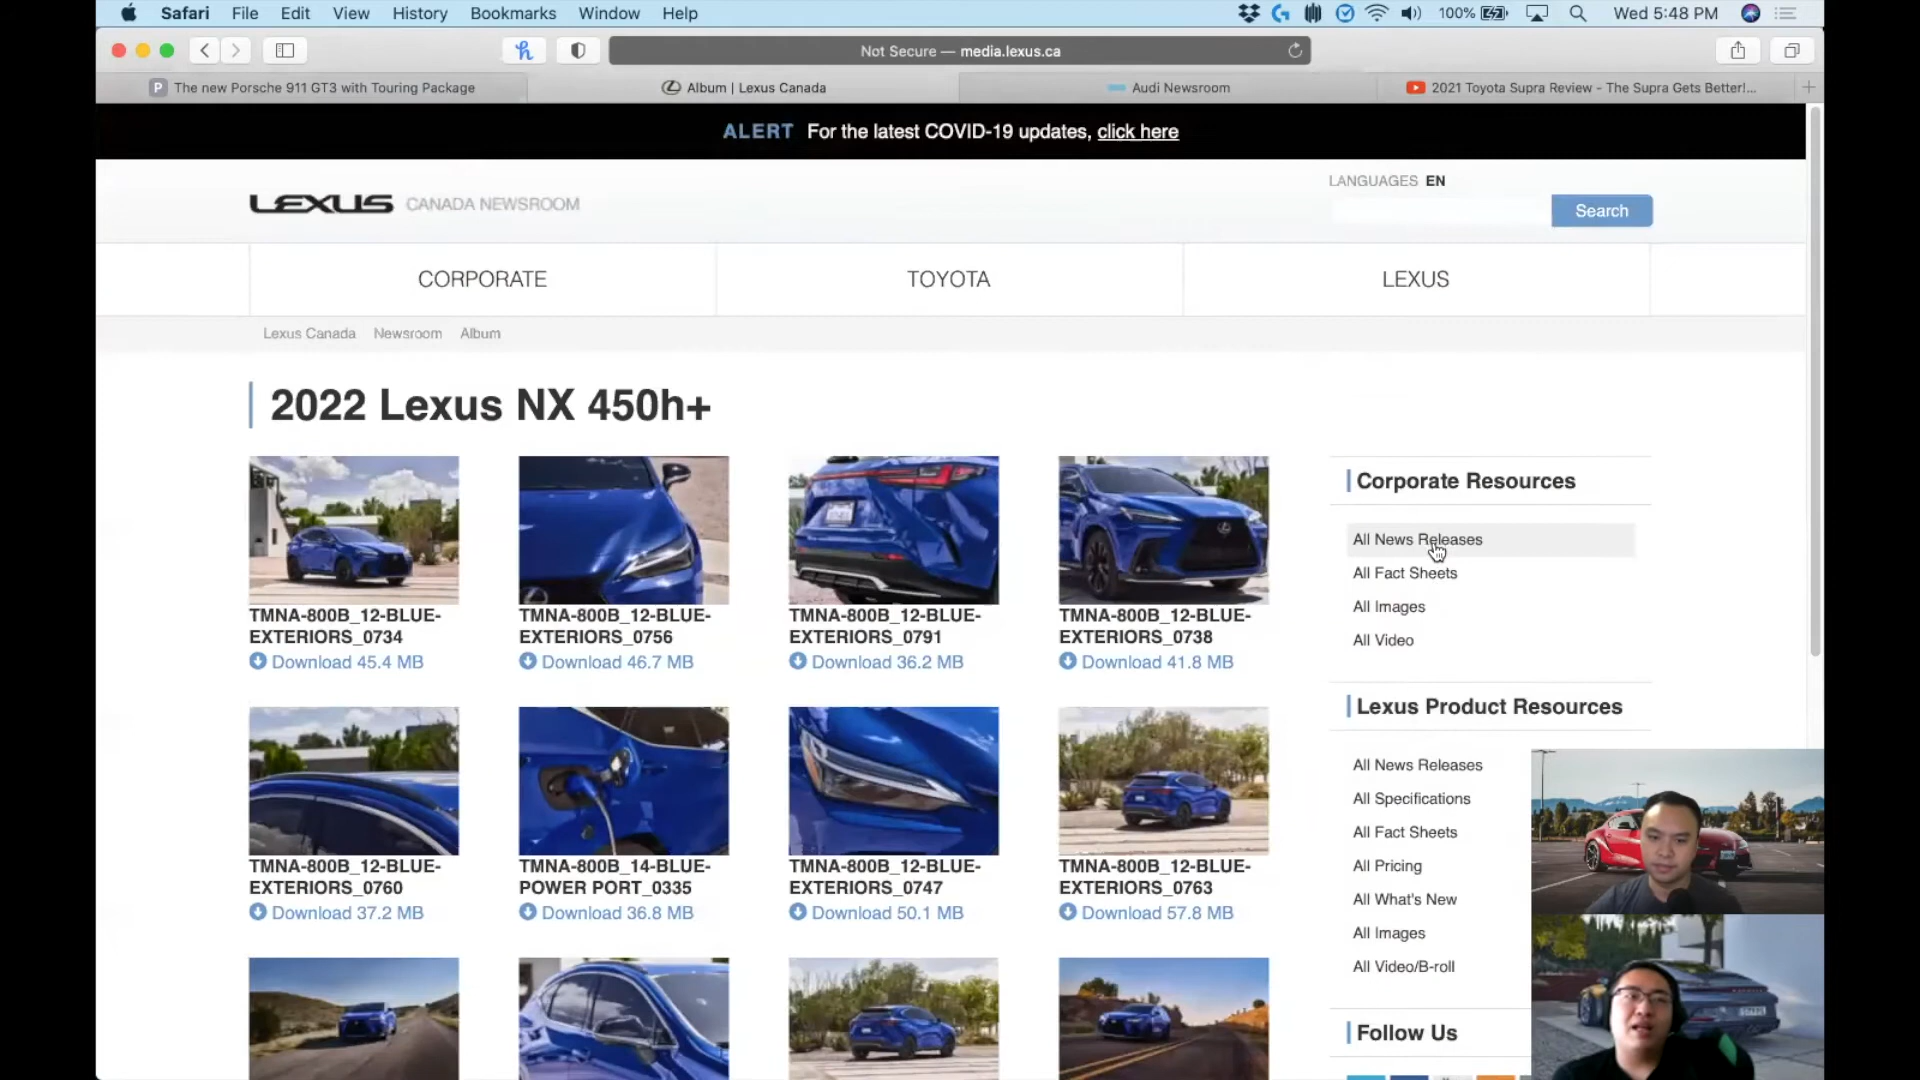 Safari File Edit View History Bookmarks Window Help 100% Wed 5:48 PM
Not Secure — media.lexus.ca
The new Porsche 911 GT3 with Touring Package
Album | Lexus Canada
Audi Newsroom
2021 Toyota Supra Review - The Supra Gets Better!...
ALERT For the latest COVID-19 updates, click here
LEXUS CANADA NEWSROOM
LANGUAGES EN
Search
CORPORATE TOYOTA LEXUS
Lexus Canada Newsroom Album
2022 Lexus NX 450h+
TMNA-800B_12-BLUE-
EXTERIORS_0734
Download 45.4 MB
TMNA-800B_12-BLUE-
EXTERIORS_0756
Download 46.7 MB
TMNA-800B_12-BLUE-
EXTERIORS_0791
Download 36.2 MB
TMNA-800B_12-BLUE-
EXTERIORS_0738
Download 41.8 MB
TMNA-800B_12-BLUE-
EXTERIORS_0760
Download 37.2 MB
TMNA-800B_14-BLUE-
POWER PORT_0335
Download 36.8 MB
TMNA-800B_12-BLUE-
EXTERIORS_0747
Download 50.1 MB
TMNA-800B_12-BLUE-
EXTERIORS_0763
Download 57.8 MB
Corporate Resources
All News Releases
All Fact Sheets
All Images
All Video
Lexus Product Resources
All News Releases
All Specifications
All Fact Sheets
All Pricing
All What's New
All Images
All Video/B-roll
Follow Us